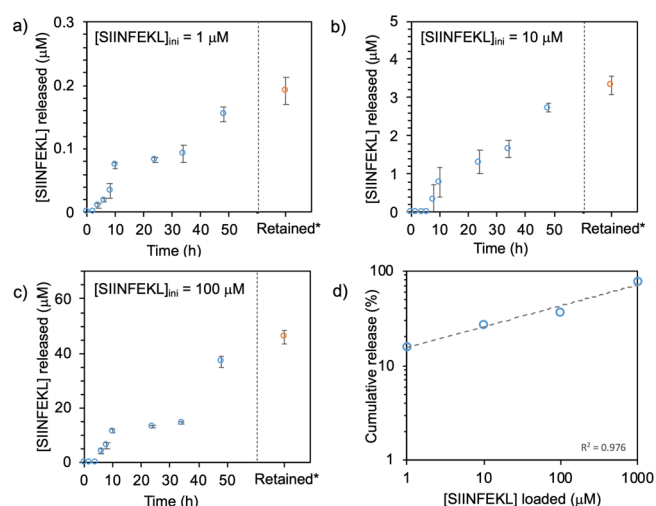 a)
[SIINFEKL]ini = 1 μM
[SIINFEKL] released (μM)
0.3
0.2
0.1
0
0 10 20 30 40 50 Retained*
Time (h)
b)
[SIINFEKL]ini = 10 μM
[SIINFEKL] released (μM)
5
4
3
2
1
0
0 10 20 30 40 50 Retained*
Time (h)
c)
[SIINFEKL]ini = 100 μM
[SIINFEKL] released (μM)
60
40
20
0
0 10 20 30 40 50 Retained*
Time (h)
d)
Cumulative release (%)
100
10
1
R² = 0.976
1 10 100 1000
[SIINFEKL] loaded (μM)